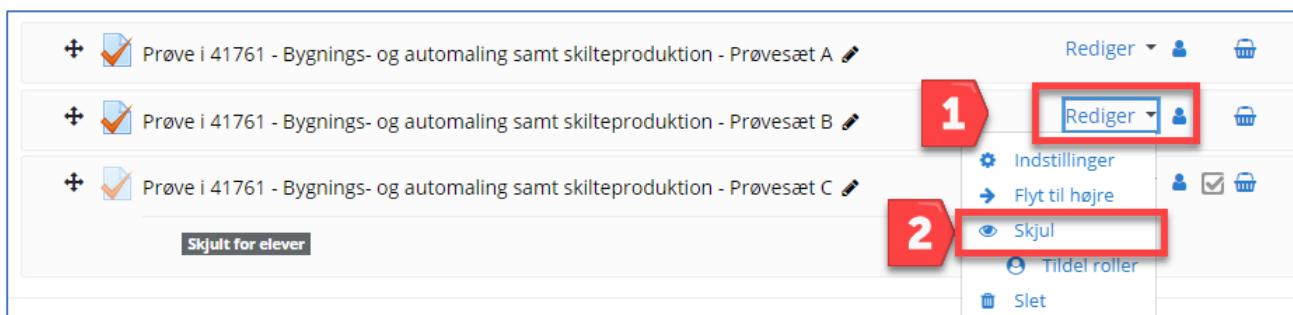 Prøve i 41761 - Bygnings- og automaling samt skilteproduktion - Prøvesæt A Rediger
Prøve i 41761 - Bygnings- og automaling samt skilteproduktion - Prøvesæt B 1 Rediger
Indstillinger
Prøve i 41761 - Bygnings- og automaling samt skilteproduktion - Prøvesæt C
Flyt til højre
Skjult for elever 2 Skjul
Tildel roller
Slet